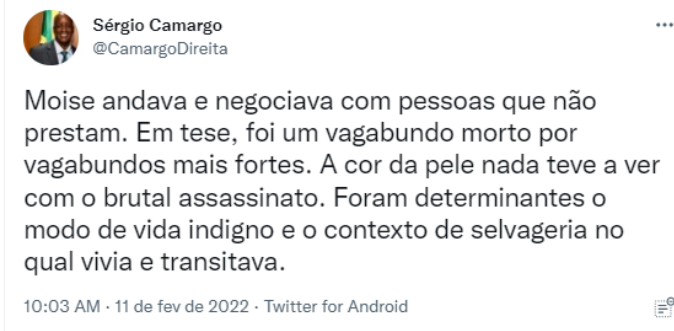 Sérgio Camargo
@CamargoDireita
Moise andava e negociava com pessoas que não
prestam. Em tese, foi um vagabundo morto por
vagabundos mais fortes. A cor da pele nada teve a ver
com o brutal assassinato. Foram determinantes o
modo de vida indigno e o contexto de selvageria no
qual vivia e transitava.
10:03 AM · 11 de fev de 2022 · Twitter for Android